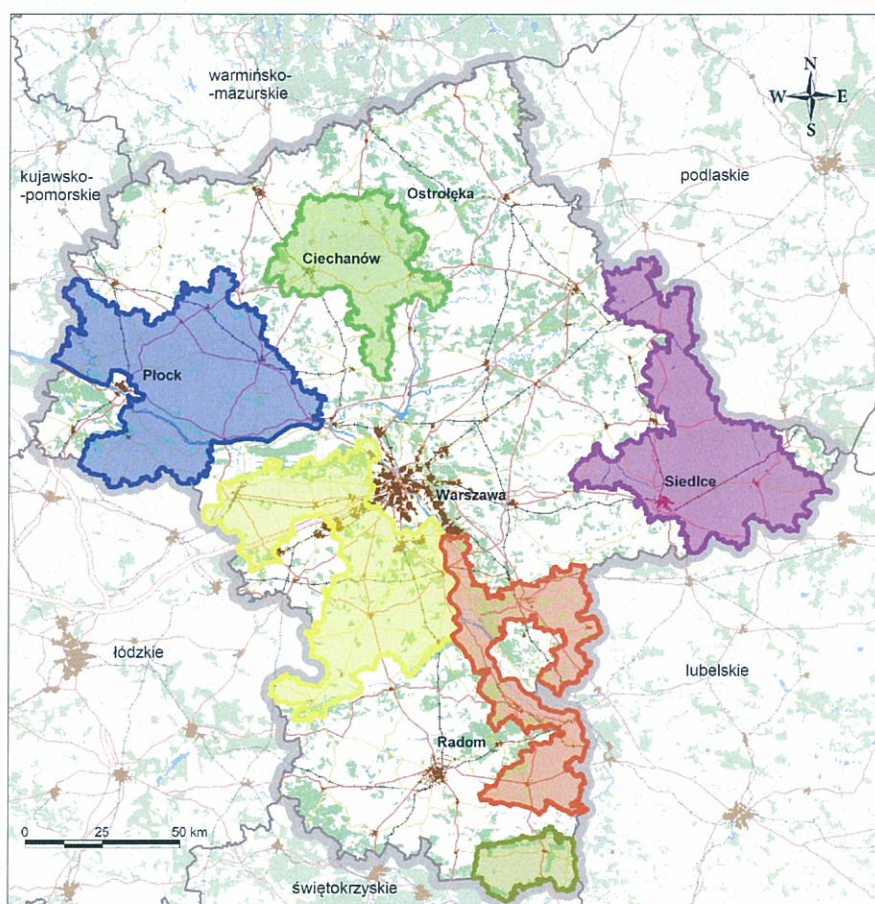 warmińsko-
-mazurskie
N
W E
S
kujawsko-
-pomorskie
podlaskie
Ostrołęka
Ciechanów
Płock
Siedlce
Warszawa
łódzkie
lubelskie
Radom
0 25 50 km
świętokrzyskie